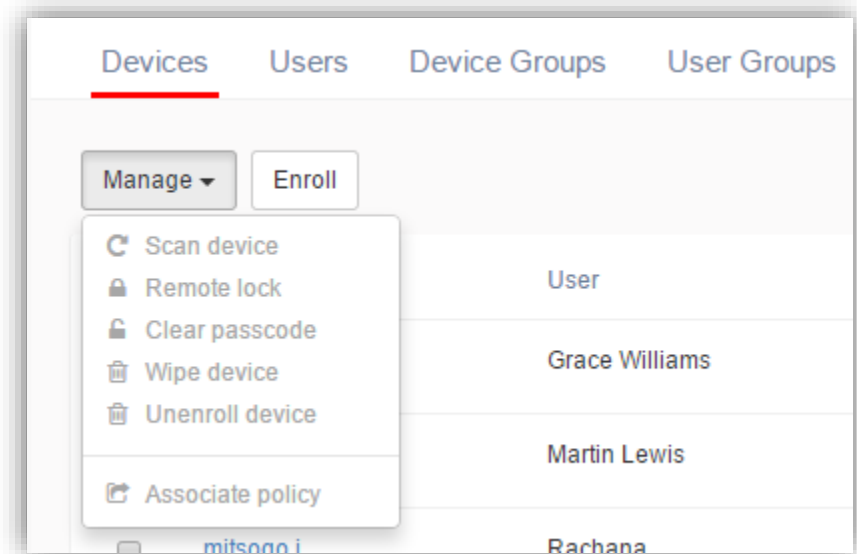 Devices Users Device Groups User Groups
Manage Enroll
Scan device
User
Remote lock
Clear passcode
Grace Williams
Wipe device
Unenroll device
Martin Lewis
Associate policy
mitsogo.i Rachana